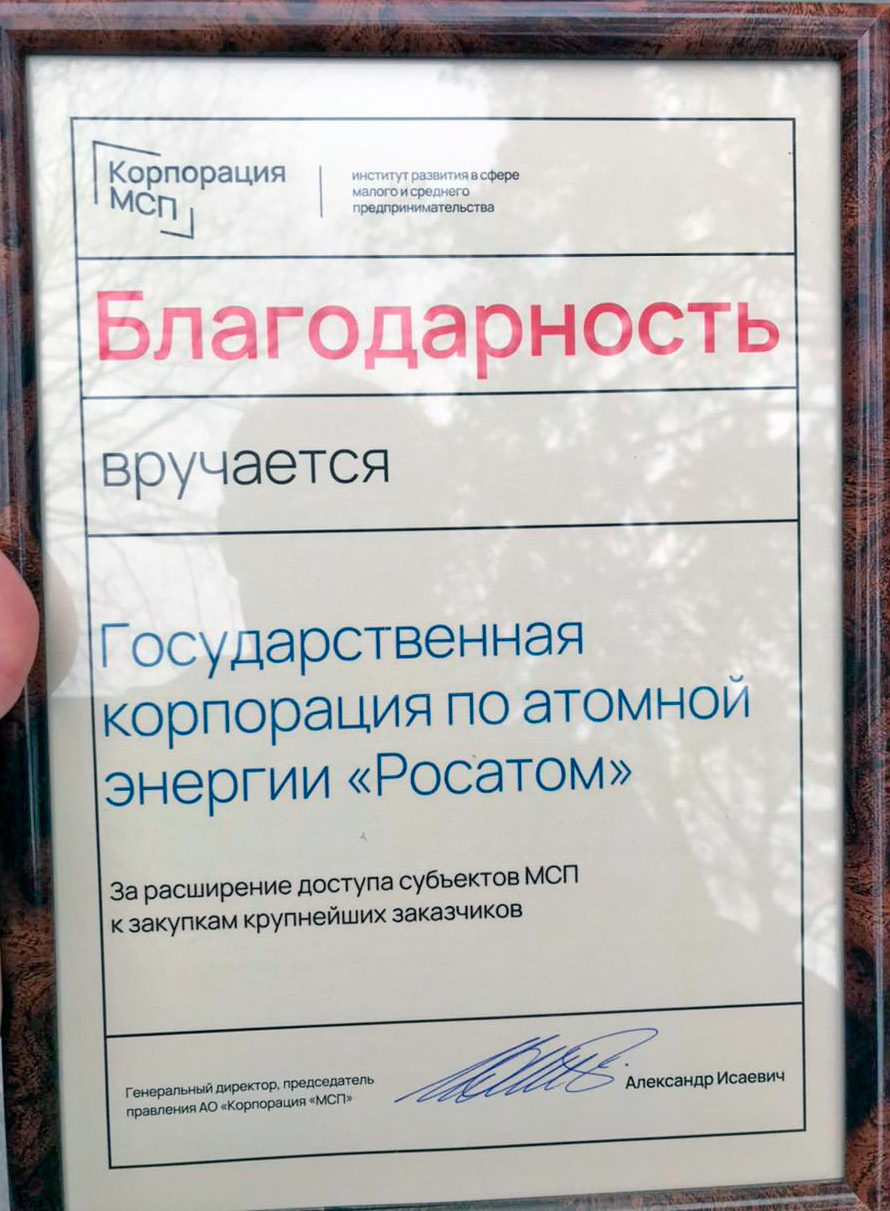 Корпорация
МСП
институт развития в сфере
малого и среднего
предпринимательства
Благодарность
вручается
Государственная
корпорация по атомной
энергии «Росатом»
За расширение доступа субъектов МСП
к закупкам крупнейших заказчиков
Генеральный директор, председатель
правления АО «Корпорация «МСП»
Александр Исаевич